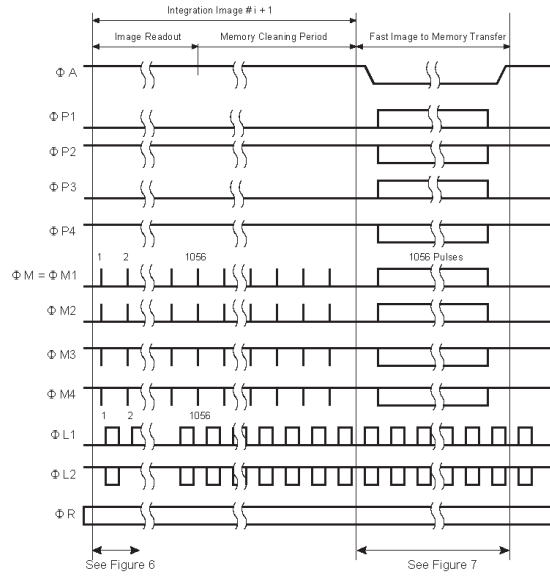 Integration Image # i + 1
Image Readout
Memory Cleaning Period
Fast Image to Memory Transfer
Φ A
Φ P1
Φ P2
Φ P3
Φ P4
1 2 1056 1056 Pulses
Φ M = Φ M1
Φ M2
Φ M3
Φ M4
1 2 1056
Φ L1
Φ L2
Φ R
See Figure 6
See Figure 7